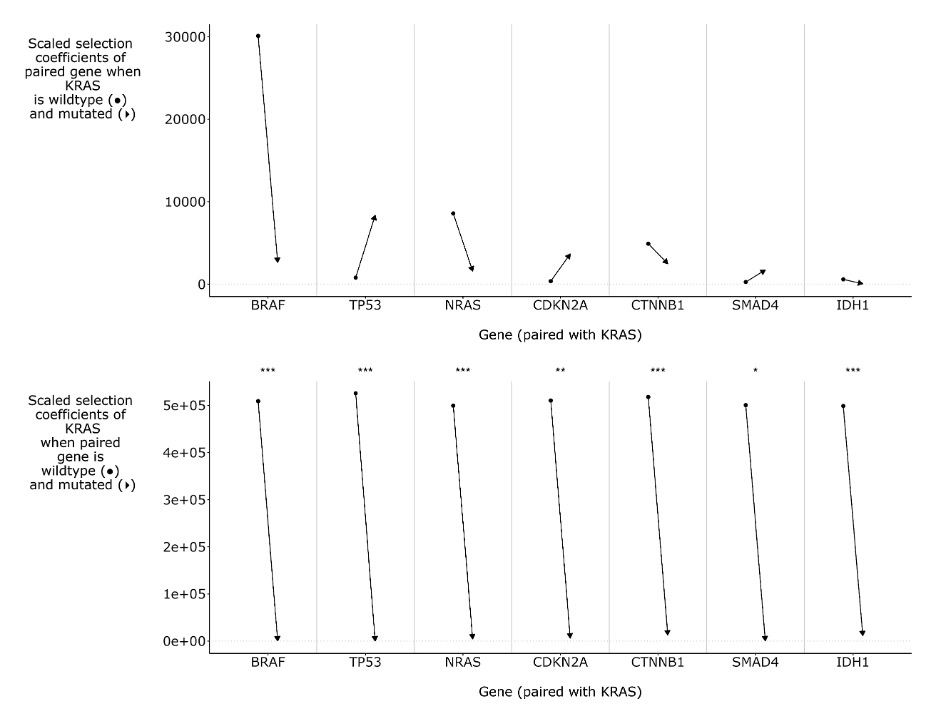 Scaled selection
coefficients of
paired gene when
KRAS
is wildtype (●)
and mutated (▸)
30000
20000
10000
0
BRAF TP53 NRAS CDKN2A CTNNB1 SMAD4 IDH1
Gene (paired with KRAS)
*** *** *** ** *** * ***
Scaled selection
coefficients of
KRAS
when paired
gene is
wildtype (●)
and mutated (▸)
5e+05
4e+05
3e+05
2e+05
1e+05
0e+00
BRAF TP53 NRAS CDKN2A CTNNB1 SMAD4 IDH1
Gene (paired with KRAS)